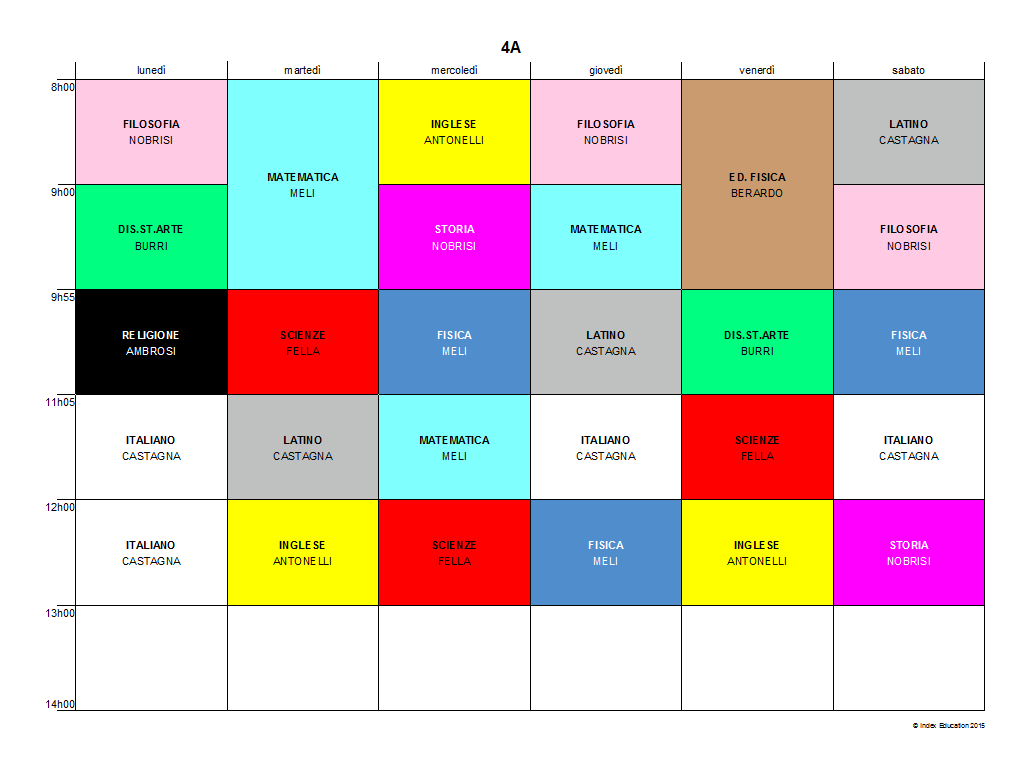 4A
lunedì martedì mercoledì giovedì venerdì sabato
8h00
FILOSOFIA
NOBRISI
MATEMATICA
MELI
INGLESE
ANTONELLI
FILOSOFIA
NOBRISI
ED. FISICA
BERARDO
LATINO
CASTAGNA
9h00
DIS.ST.ARTE
BURRI
STORIA
NOBRISI
MATEMATICA
MELI
FILOSOFIA
NOBRISI
9h55
RELIGIONE
AMBROSI
SCIENZE
FELLA
FISICA
MELI
LATINO
CASTAGNA
DIS.ST.ARTE
BURRI
FISICA
MELI
11h05
ITALIANO
CASTAGNA
LATINO
CASTAGNA
MATEMATICA
MELI
ITALIANO
CASTAGNA
SCIENZE
FELLA
ITALIANO
CASTAGNA
12h00
ITALIANO
CASTAGNA
INGLESE
ANTONELLI
SCIENZE
FELLA
FISICA
MELI
INGLESE
ANTONELLI
STORIA
NOBRISI
13h00
14h00
© Index Education 2015